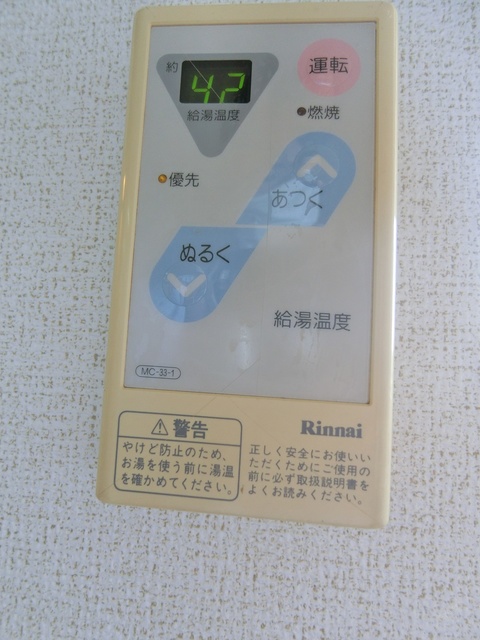 約 42
給湯温度
運転
燃焼
優先
あつく
ぬるく
給湯温度
MC-33-1
警告
やけど防止のため、
お湯を使う前に湯温
を確かめてください。
Rinnai
正しく安全にお使いい
ただくためにご使用の
前に必ず取扱説明書を
よくお読みください。